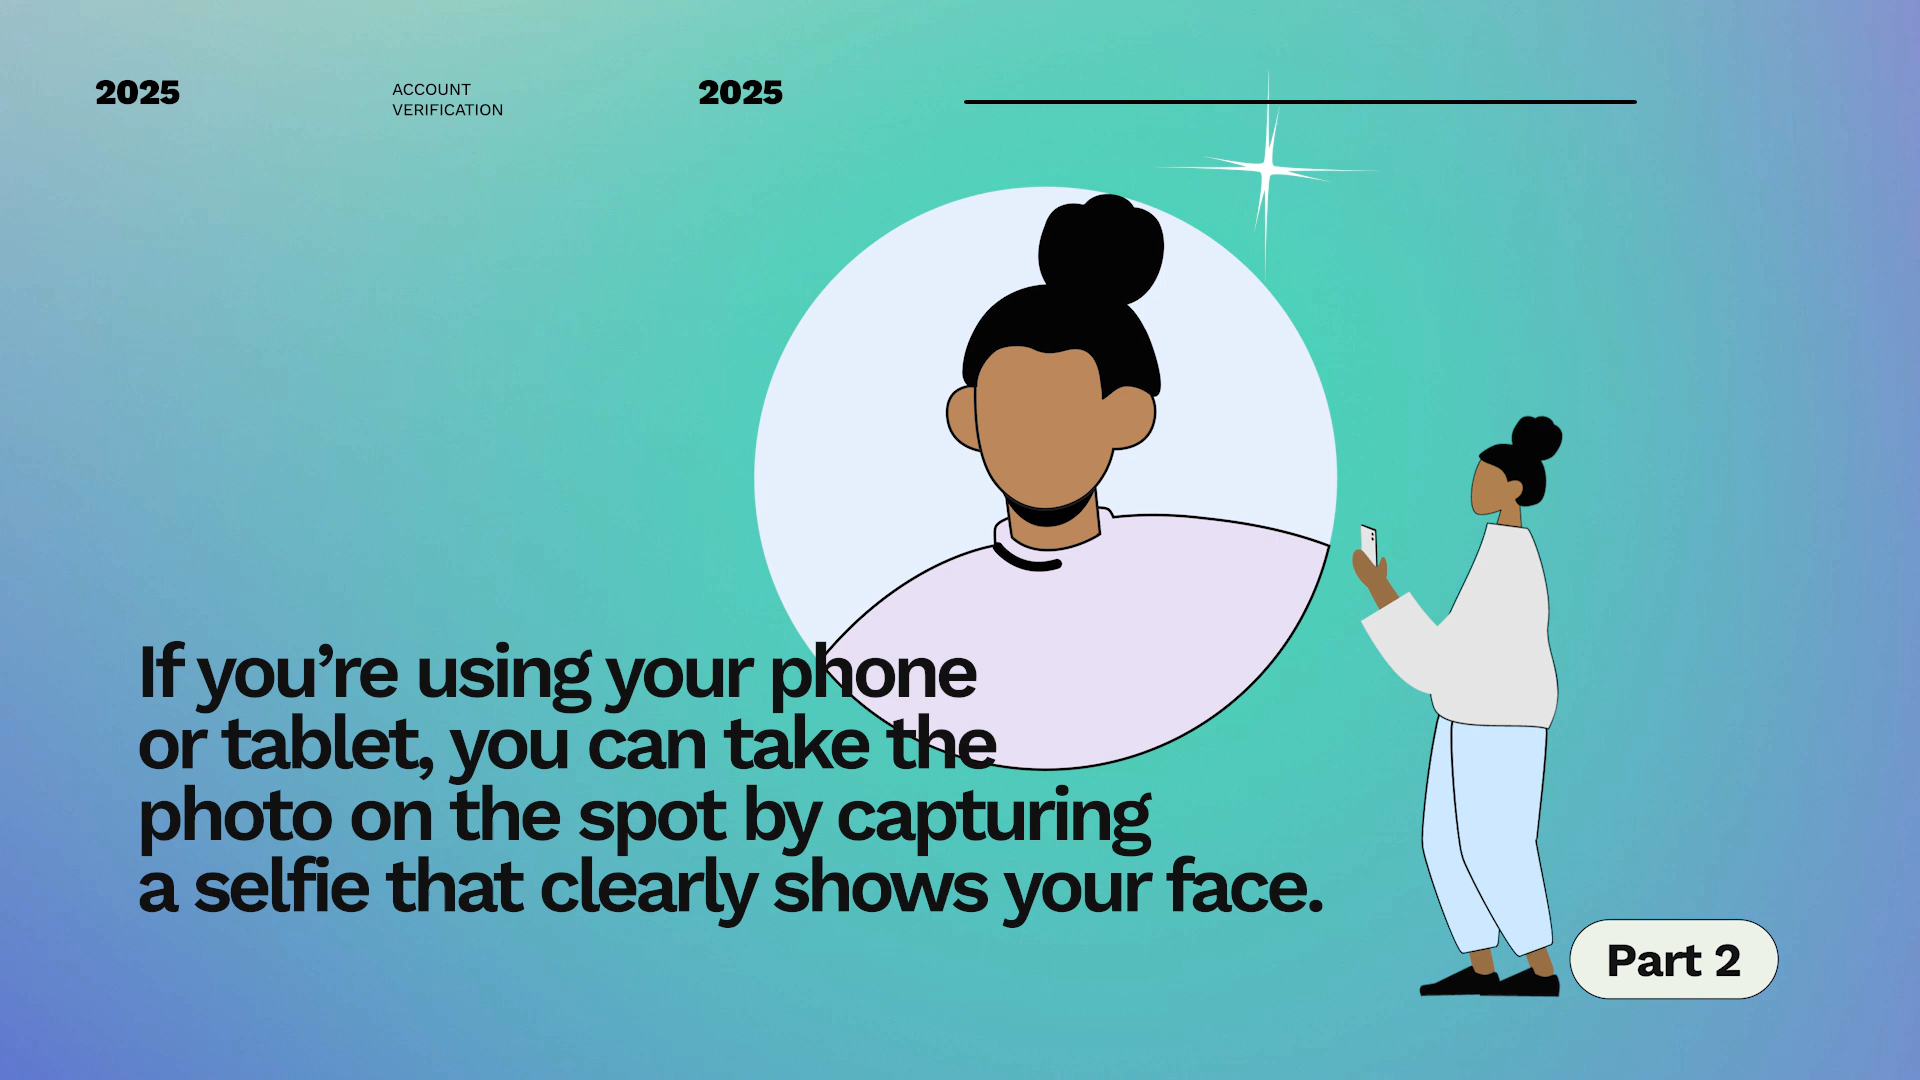 2025
ACCOUNT
VERIFICATION
2025
If you’re using your phone
or tablet, you can take the
photo on the spot by capturing
a selfie that clearly shows your face.
Part 2